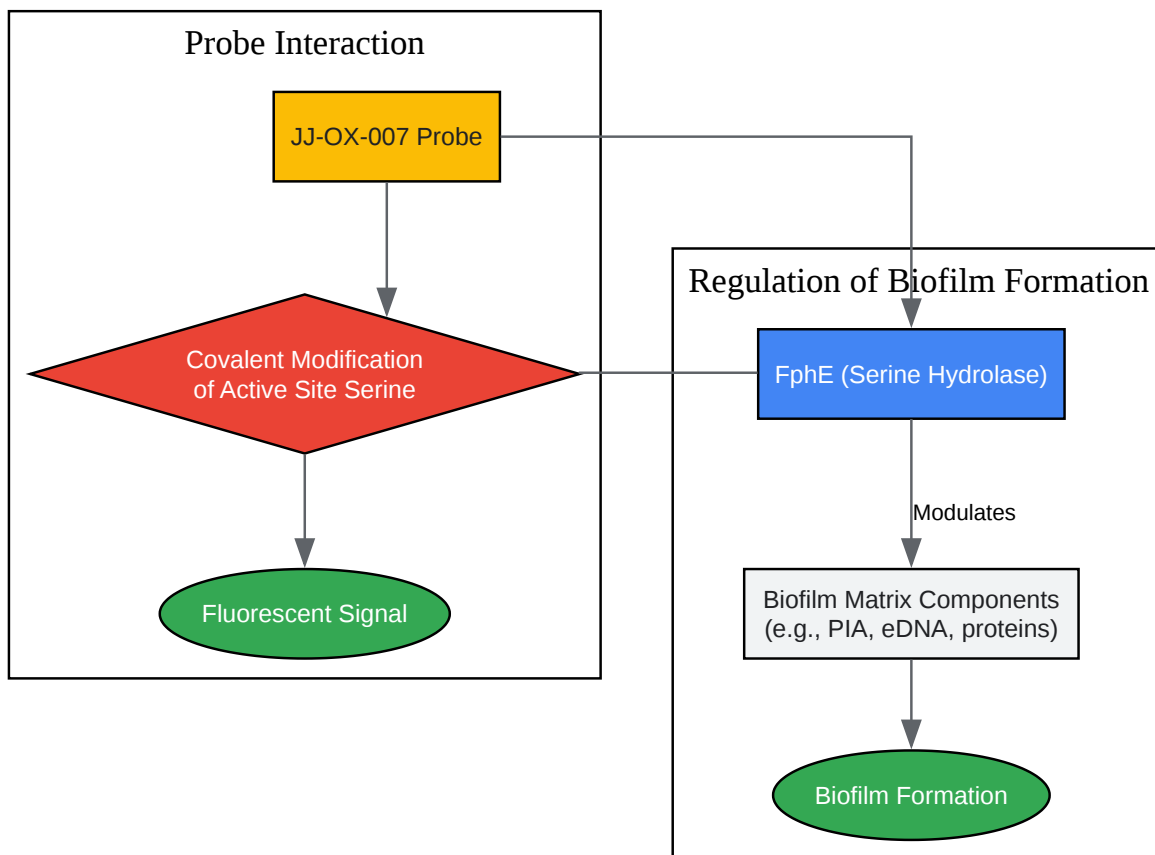 Probe Interaction
JJ-OX-007 Probe
Regulation of Biofilm Formation
Covalent Modification
of Active Site Serine
FphE (Serine Hydrolase)
Modulates
Fluorescent Signal
Biofilm Matrix Components
(e.g., PIA, eDNA, proteins)
Biofilm Formation